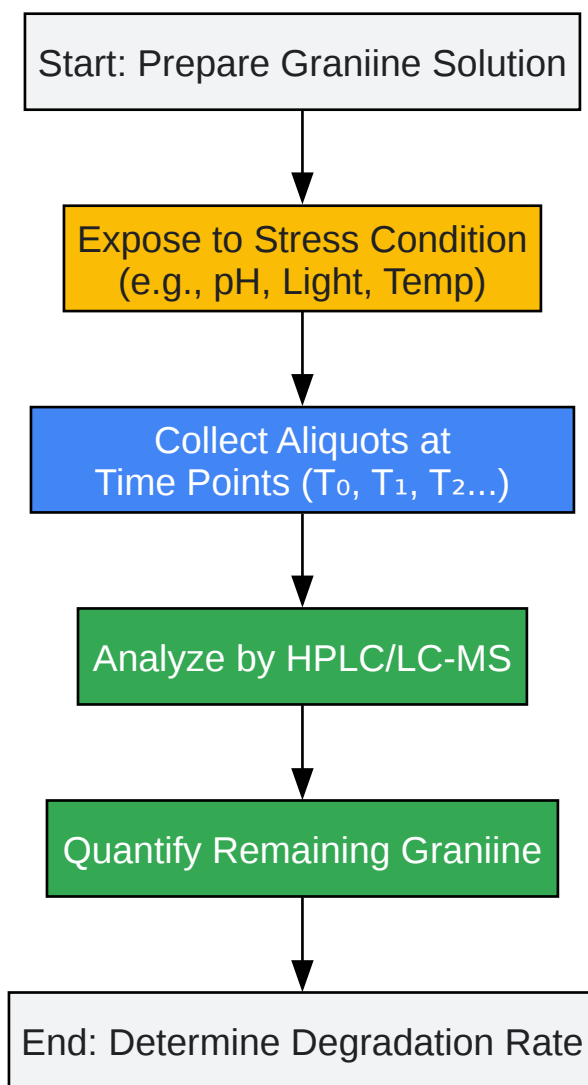 Start: Prepare Graniine Solution
Expose to Stress Condition
(e.g., pH, Light, Temp)
Collect Aliquots at
Time Points (T₀, T₁, T₂...)
Analyze by HPLC/LC-MS
Quantify Remaining Graniine
End: Determine Degradation Rate